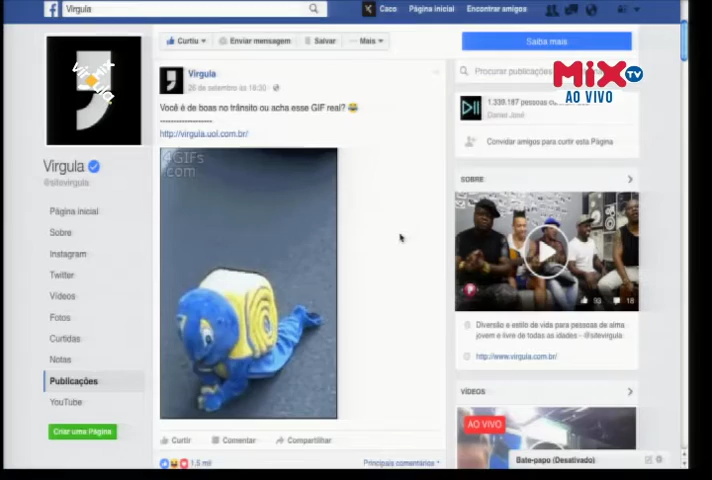 Virgula
Caco
Página inicial
Encontrar amigos
Curtiu
Enviar mensagem
Salvar
Mais
Saiba mais
MiX TV
AO VIVO
MiX
Virgula
Virgula
26 de setembro às 18:30
Você é de boas no trânsito ou acha esse GIF real?
-----------------
http://virgula.uol.com.br/
4GIFs
.com
Virgula
@sitevirgula
Página inicial
Sobre
Instagram
Twitter
Vídeos
Fotos
Curtidas
Notas
Publicações
YouTube
Criar uma Página
Curtir
Comentar
Compartilhar
1,5 mil
Principais comentários
Procurar publicações
1.339.187 pessoas
Daniel José
Convidar amigos para curtir esta Página
SOBRE
93
18
Diversão e estilo de vida para pessoas de alma
jovem e livre de todas as idades - @sitevirgula
http://www.virgula.com.br/
VÍDEOS
AO VIVO
Bate-papo (Desativado)